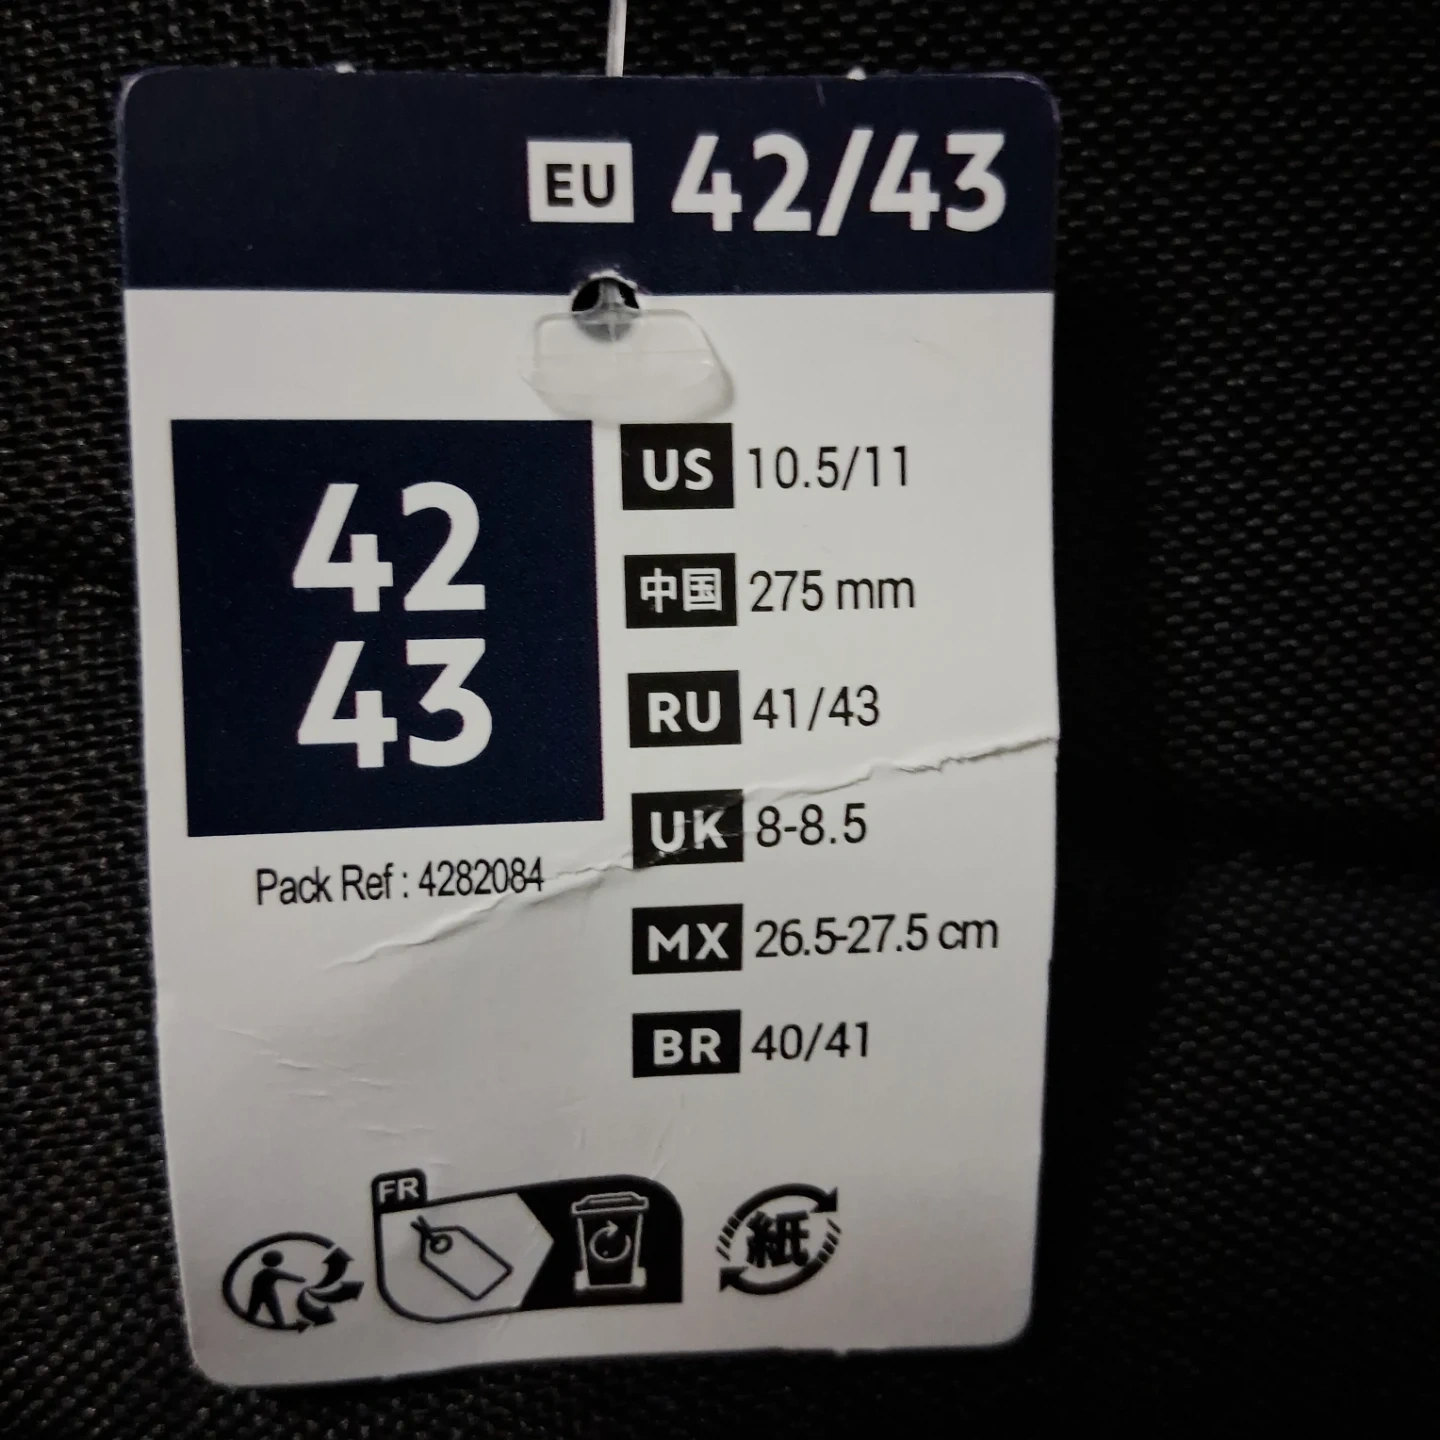 EU 42/43
42
43
Pack Ref : 4282084
US 10.5/11
中国 275 mm
RU 41/43
UK 8-8.5
MX 26.5-27.5 cm
BR 40/41
FR
紙